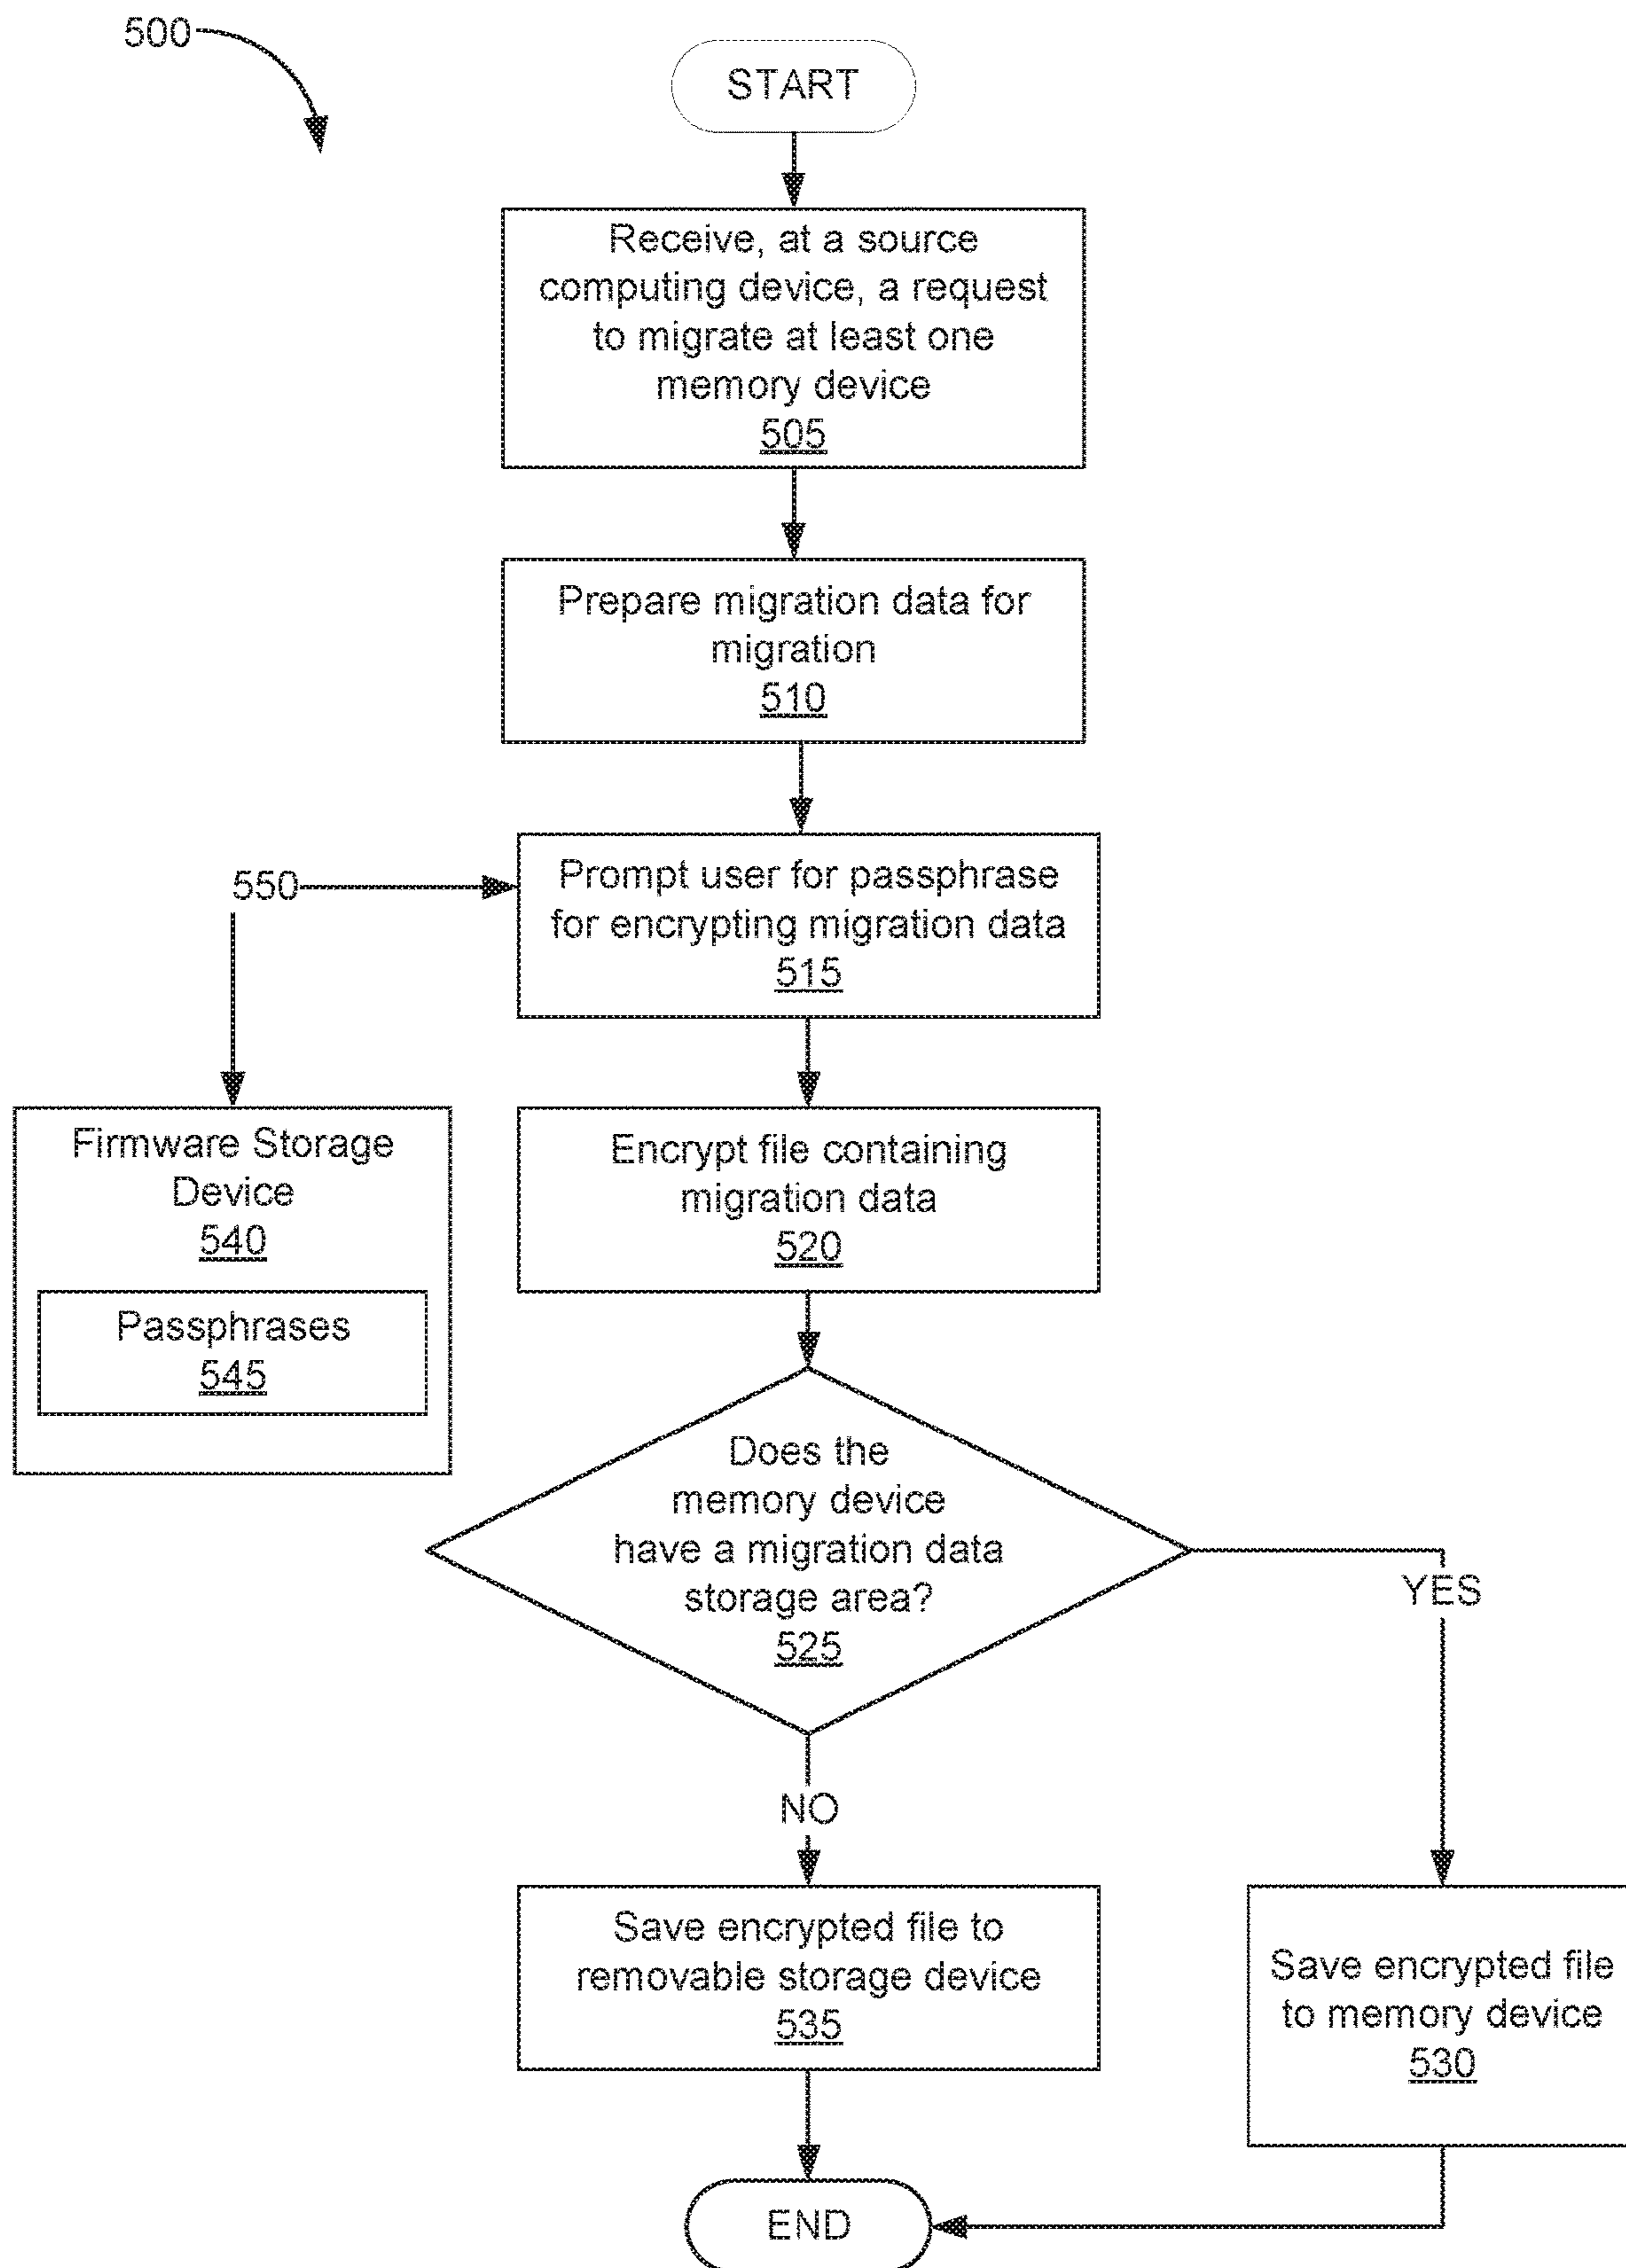 500
START
Receive, at a source
computing device, a request
to migrate at least one
memory device
505
Prepare migration data for
migration
510
550
Prompt user for passphrase
for encrypting migration data
515
Firmware Storage
Device
540
Passphrases
545
Encrypt file containing
migration data
520
Does the
memory device
have a migration data
storage area?
525
YES
NO
Save encrypted file to
removable storage device
535
Save encrypted file
to memory device
530
END